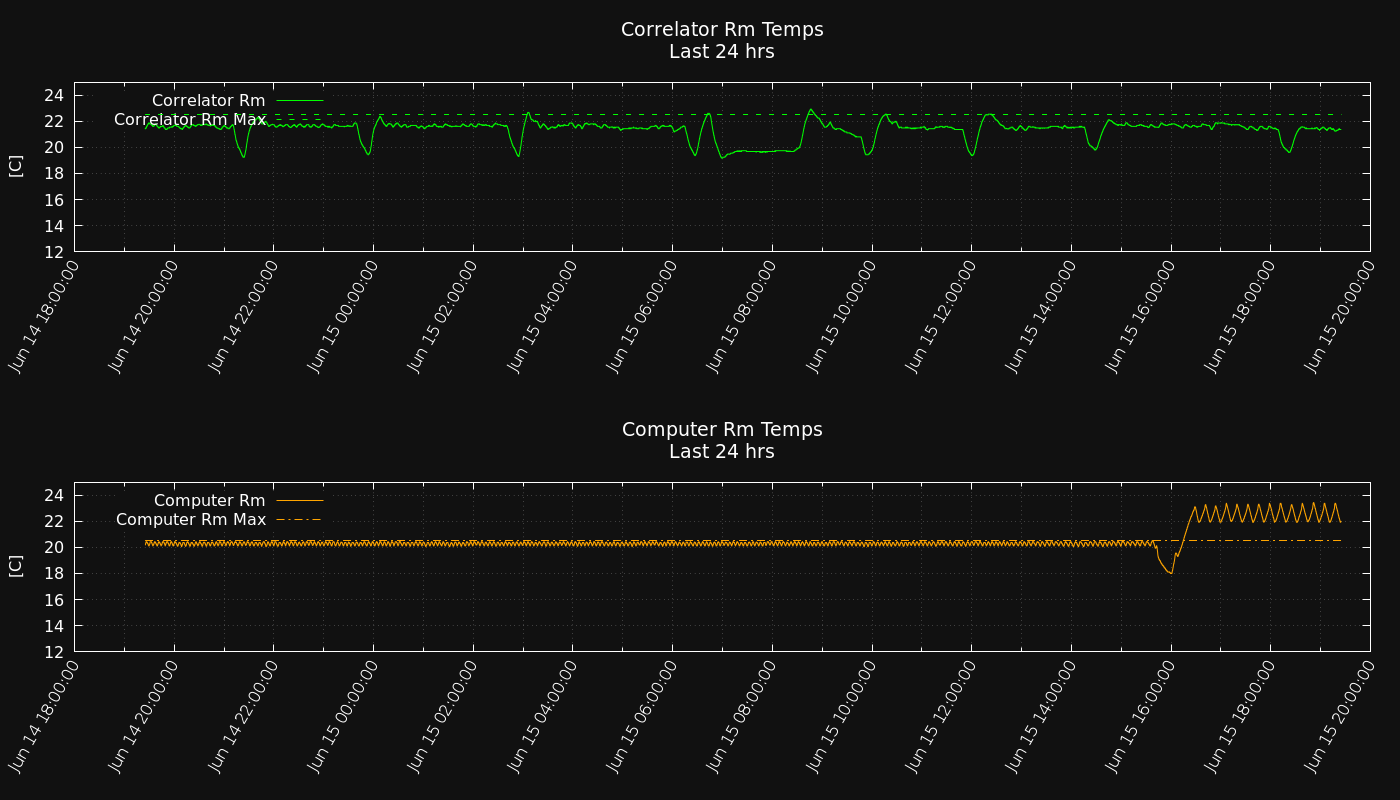 Correlator Rm Temps
Last 24 hrs
Correlator Rm
Correlator Rm Max
[C]
24
22
20
18
16
14
12
Jun 14 18:00:00
Jun 14 20:00:00
Jun 14 22:00:00
Jun 15 00:00:00
Jun 15 02:00:00
Jun 15 04:00:00
Jun 15 06:00:00
Jun 15 08:00:00
Jun 15 10:00:00
Jun 15 12:00:00
Jun 15 14:00:00
Jun 15 16:00:00
Jun 15 18:00:00
Jun 15 20:00:00
Computer Rm Temps
Last 24 hrs
Computer Rm
Computer Rm Max
[C]
24
22
20
18
16
14
12
Jun 14 18:00:00
Jun 14 20:00:00
Jun 14 22:00:00
Jun 15 00:00:00
Jun 15 02:00:00
Jun 15 04:00:00
Jun 15 06:00:00
Jun 15 08:00:00
Jun 15 10:00:00
Jun 15 12:00:00
Jun 15 14:00:00
Jun 15 16:00:00
Jun 15 18:00:00
Jun 15 20:00:00